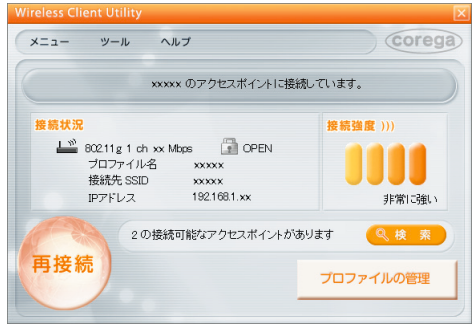 Wireless Client Utility
メニュー ツール ヘルプ corega
xxxxx のアクセスポイントに接続しています。
接続状況
接続強度 )))
802.11g 1 ch xx Mbps OPEN
プロファイル名 xxxxx
接続先 SSID xxxxx
IPアドレス 192.168.1.xx
非常に強い
2の接続可能なアクセスポイントがあります
検 索
再接続
プロファイルの管理